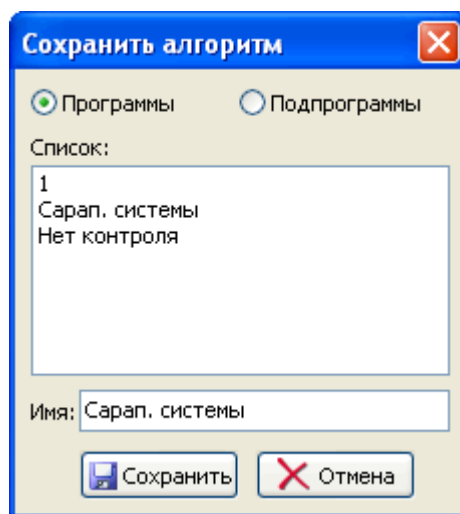 Сохранить алгоритм
Программы Подпрограммы
Список:
1
Сарап. системы
Нет контроля
Имя: Сарап. системы
Сохранить Отмена